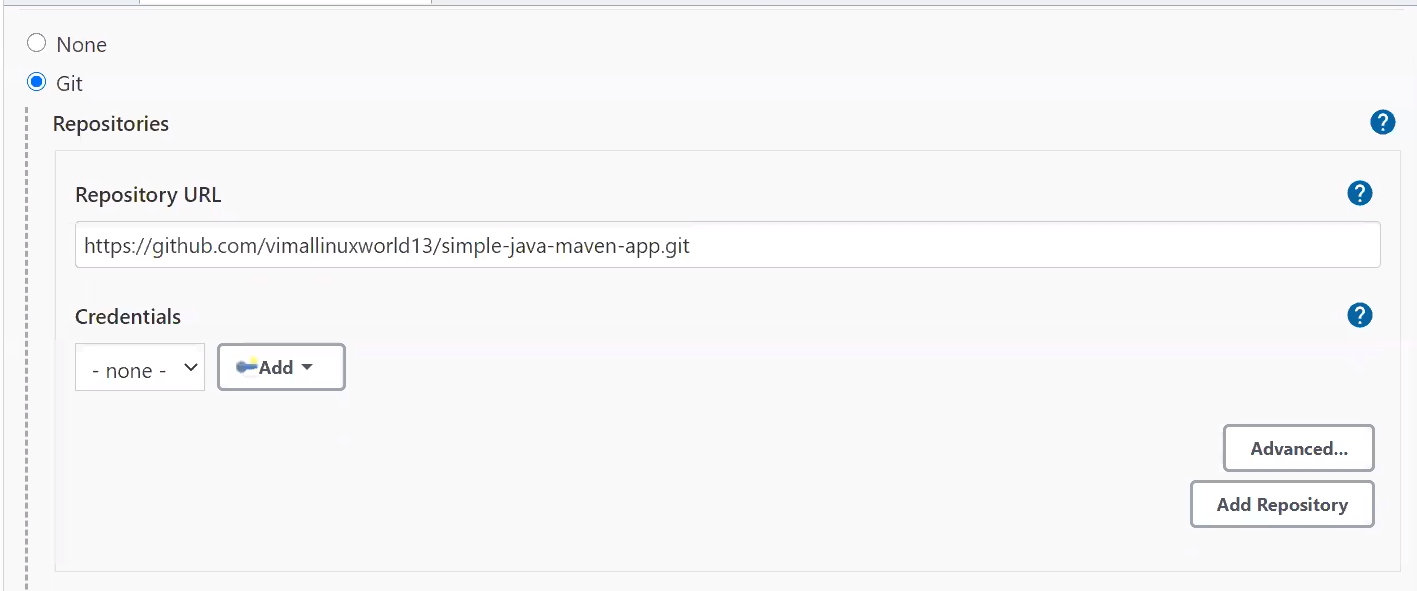 None
Git
Repositories
?
Repository URL
?
https://github.com/vimallinuxworld13/simple-java-maven-app.git
Credentials
?
- none -
Add
Advanced...
Add Repository